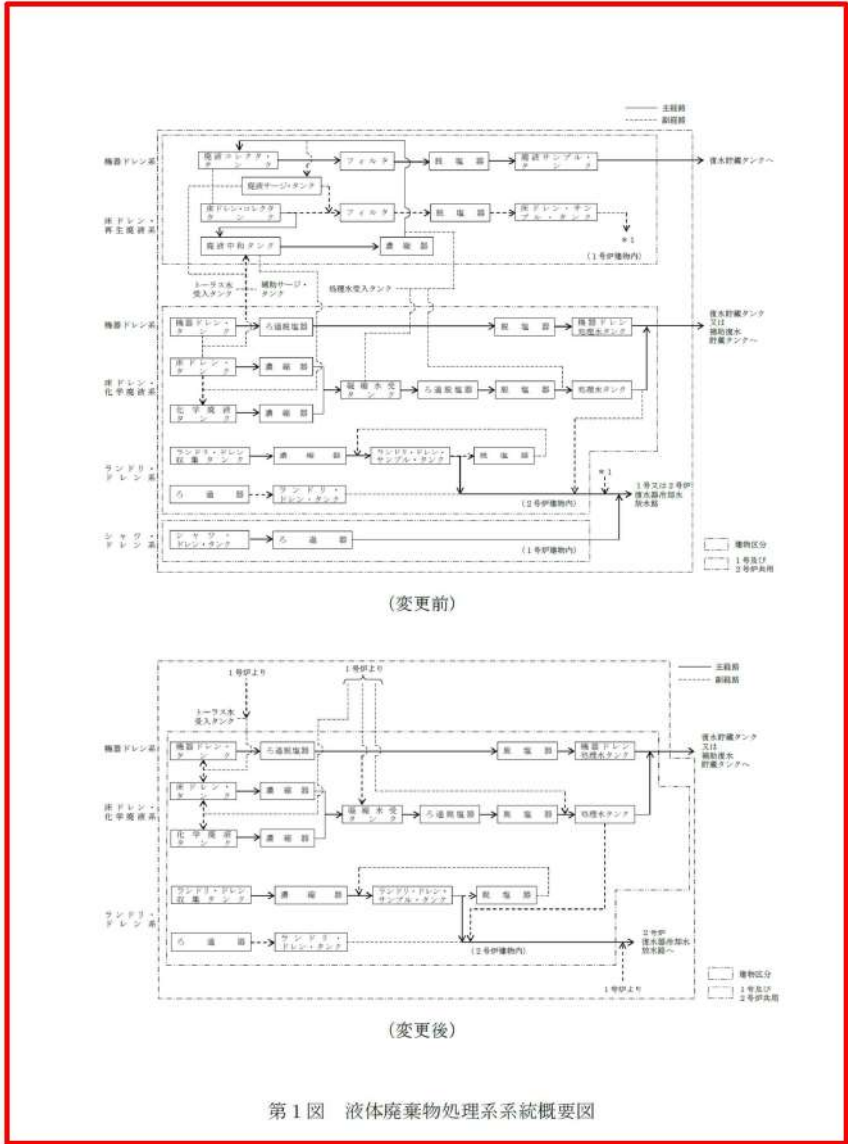 主経路
副経路
機器ドレン系
廃液コレクタ・
タンク
フィルタ
脱塩器
廃液サンプル・タンク
復水貯蔵タンクへ
廃液サージ・タンク
床ドレン・
再生廃液系
床ドレン・コレクタ
タンク
フィルタ
脱塩器
床ドレン・サン
プル・タンク
*1
廃液中和タンク
濃縮器
(1号炉建物内)
トーラス水
受入タンク
補助サージ・
タンク
処理水受入タンク
機器ドレン系
機器ドレン・
タンク
ろ過脱塩器
脱塩器
機器ドレン
処理水タンク
復水貯蔵タンク
又は
補助復水
貯蔵タンクへ
床ドレン・
タンク
濃縮器
床ドレン・
化学廃液系
凝縮水受
タンク
ろ過脱塩器
脱塩器
処理水タンク
化学廃液
タンク
濃縮器
ランドリ・
ドレン系
ランドリ・ドレン
収集タンク
濃縮器
ランドリ・ドレン・
サンプル・タンク
脱塩器
*1
ろ過器
ランドリ・
ドレン・タンク
(2号炉建物内)
1号又は2号炉
復水器冷却水
放水路
シャワ・
ドレン系
シャワ・
ドレン・タンク
ろ過器
(1号炉建物内)
建物区分
1号及び
2号炉共用
(変更前)
1号炉より
1号炉より
主経路
副経路
トーラス水
受入タンク
機器ドレン系
機器ドレン・
タンク
ろ過脱塩器
脱塩器
機器ドレン
処理水タンク
復水貯蔵タンク
又は
補助復水
貯蔵タンクへ
床ドレン・
タンク
濃縮器
床ドレン・
化学廃液系
凝縮水受
タンク
ろ過脱塩器
脱塩器
処理水タンク
化学廃液
タンク
濃縮器
ランドリ・
ドレン系
ランドリ・ドレン
収集タンク
濃縮器
ランドリ・ドレン・
サンプル・タンク
脱塩器
ろ過器
ランドリ・
ドレン・タンク
(2号炉建物内)
2号炉
復水器冷却水
放水路へ
1号炉より
建物区分
1号及び
2号炉共用
(変更後)
第1図 液体廃棄物処理系系統概要図